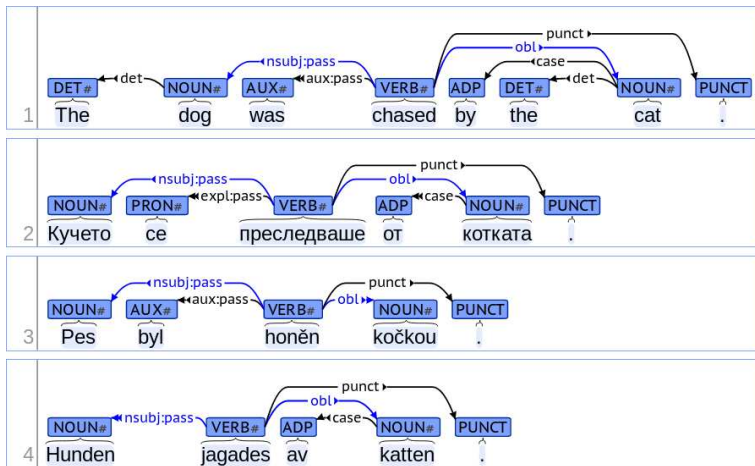 punct
obl
nsubj:pass case
det aux:pass det
DET# NOUN# AUX# VERB# ADP DET# NOUN# PUNCT
1 The dog was chased by the cat .
punct
nsubj:pass obl
expl:pass case
NOUN# PRON# VERB# ADP NOUN# PUNCT
2 Кучето се преследваше от котката .
nsubj:pass punct
aux:pass obl
NOUN# AUX# VERB# NOUN# PUNCT
3 Pes byl honěn kočkou .
punct
obl
nsubj:pass case
NOUN# VERB# ADP NOUN# PUNCT
4 Hunden jagades av katten .